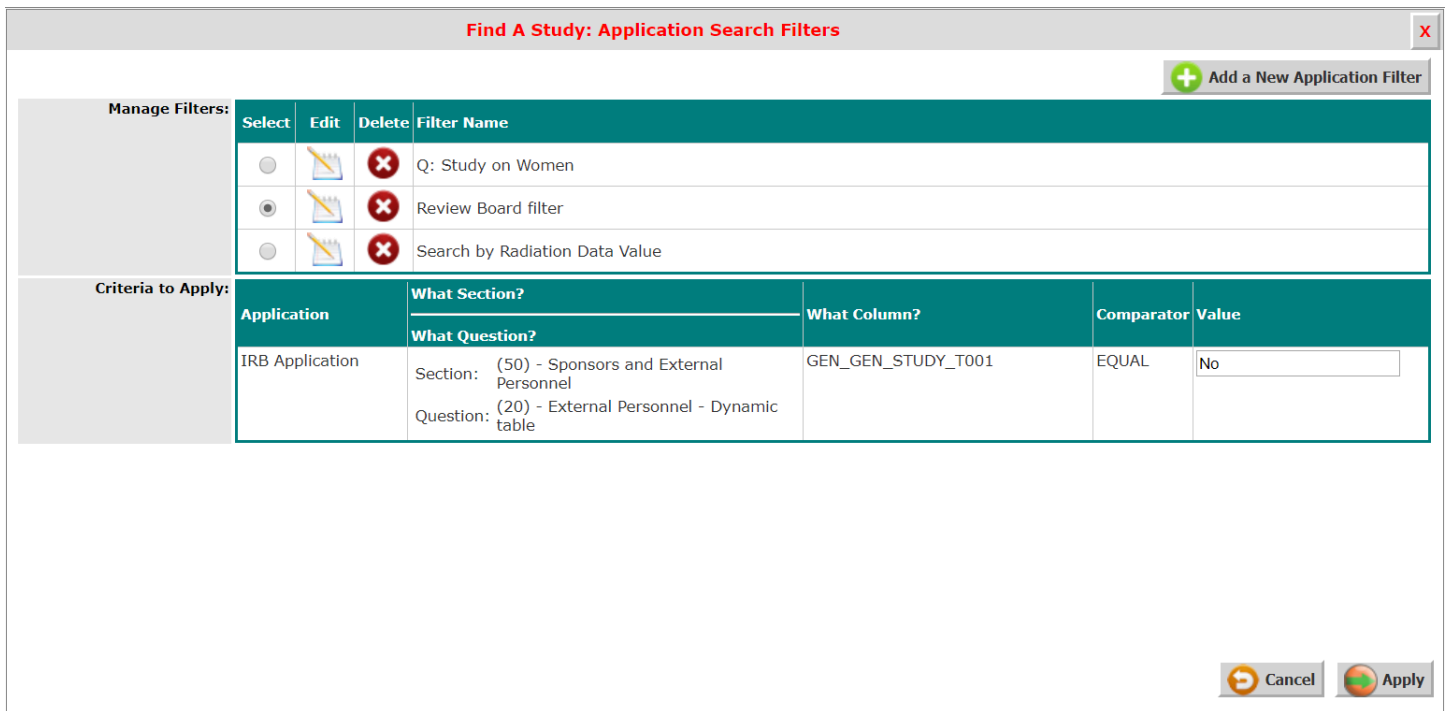 Find A Study: Application Search Filters
X
Add a New Application Filter
Manage Filters:
Select Edit Delete Filter Name
Q: Study on Women
Review Board filter
Search by Radiation Data Value
Criteria to Apply:
Application
What Section?
What Question?
What Column?
Comparator
Value
IRB Application
Section: (50) - Sponsors and External
Personnel
Question: (20) - External Personnel - Dynamic
table
GEN_GEN_STUDY_T001
EQUAL
No
Cancel
Apply